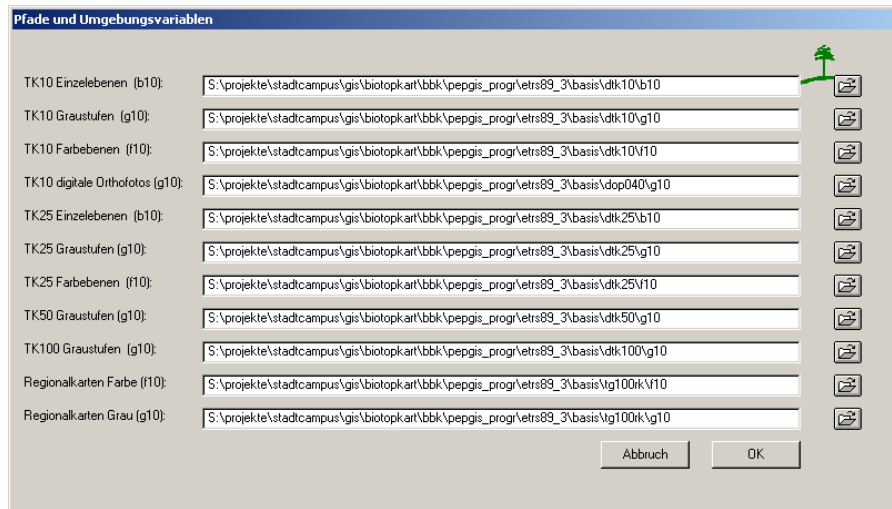 Pfade und Umgebungsvariablen
TK10 Einzelebenen (b10): S:\projekte\stadtcampus\gis\biotopkart\bbk\pepgis_progr\etrs89_3\basis\dtk10\b10
TK10 Graustufen (g10): S:\projekte\stadtcampus\gis\biotopkart\bbk\pepgis_progr\etrs89_3\basis\dtk10\g10
TK10 Farbebenen (f10): S:\projekte\stadtcampus\gis\biotopkart\bbk\pepgis_progr\etrs89_3\basis\dtk10\f10
TK10 digitale Orthofotos (g10): S:\projekte\stadtcampus\gis\biotopkart\bbk\pepgis_progr\etrs89_3\basis\dop040\g10
TK25 Einzelebenen (b10): S:\projekte\stadtcampus\gis\biotopkart\bbk\pepgis_progr\etrs89_3\basis\dtk25\b10
TK25 Graustufen (g10): S:\projekte\stadtcampus\gis\biotopkart\bbk\pepgis_progr\etrs89_3\basis\dtk25\g10
TK25 Farbebenen (f10): S:\projekte\stadtcampus\gis\biotopkart\bbk\pepgis_progr\etrs89_3\basis\dtk25\f10
TK50 Graustufen (g10): S:\projekte\stadtcampus\gis\biotopkart\bbk\pepgis_progr\etrs89_3\basis\dtk50\g10
TK100 Graustufen (g10): S:\projekte\stadtcampus\gis\biotopkart\bbk\pepgis_progr\etrs89_3\basis\dtk100\g10
Regionalkarten Farbe (f10): S:\projekte\stadtcampus\gis\biotopkart\bbk\pepgis_progr\etrs89_3\basis\tg100rk\f10
Regionalkarten Grau (g10): S:\projekte\stadtcampus\gis\biotopkart\bbk\pepgis_progr\etrs89_3\basis\tg100rk\g10
Abbruch OK